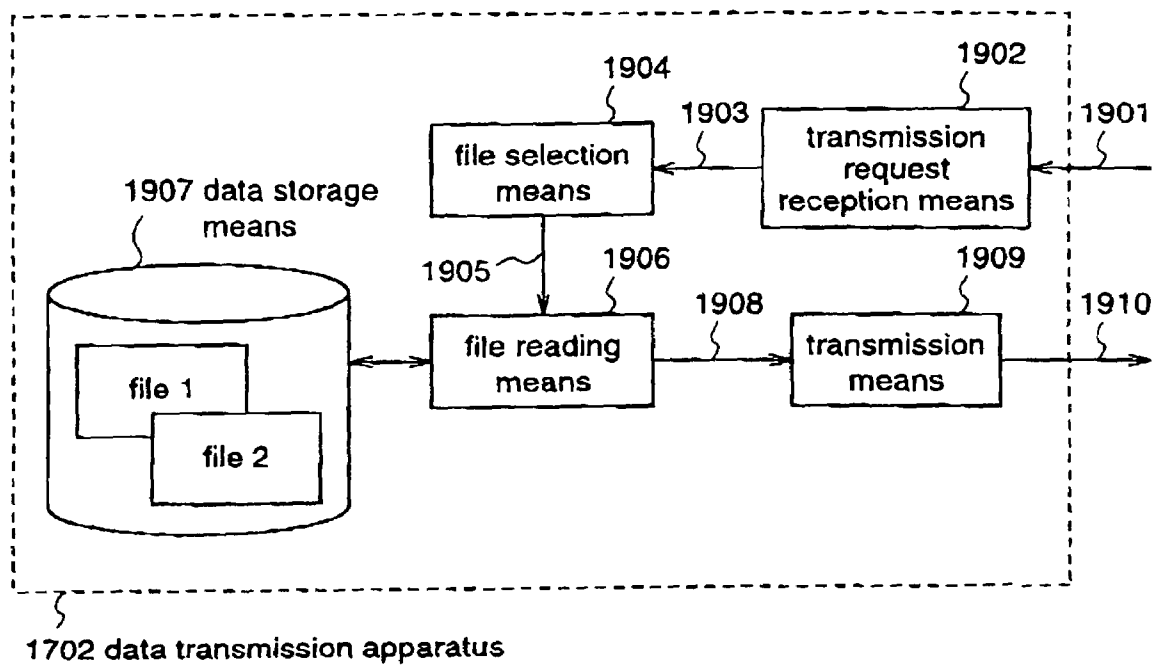 1904
1902
1903
1901
file selection
means
transmission
request
reception means
1907 data storage
means
1905
1906
1909
1908
1910
file reading
means
transmission
means
file 1
file 2
1702 data transmission apparatus